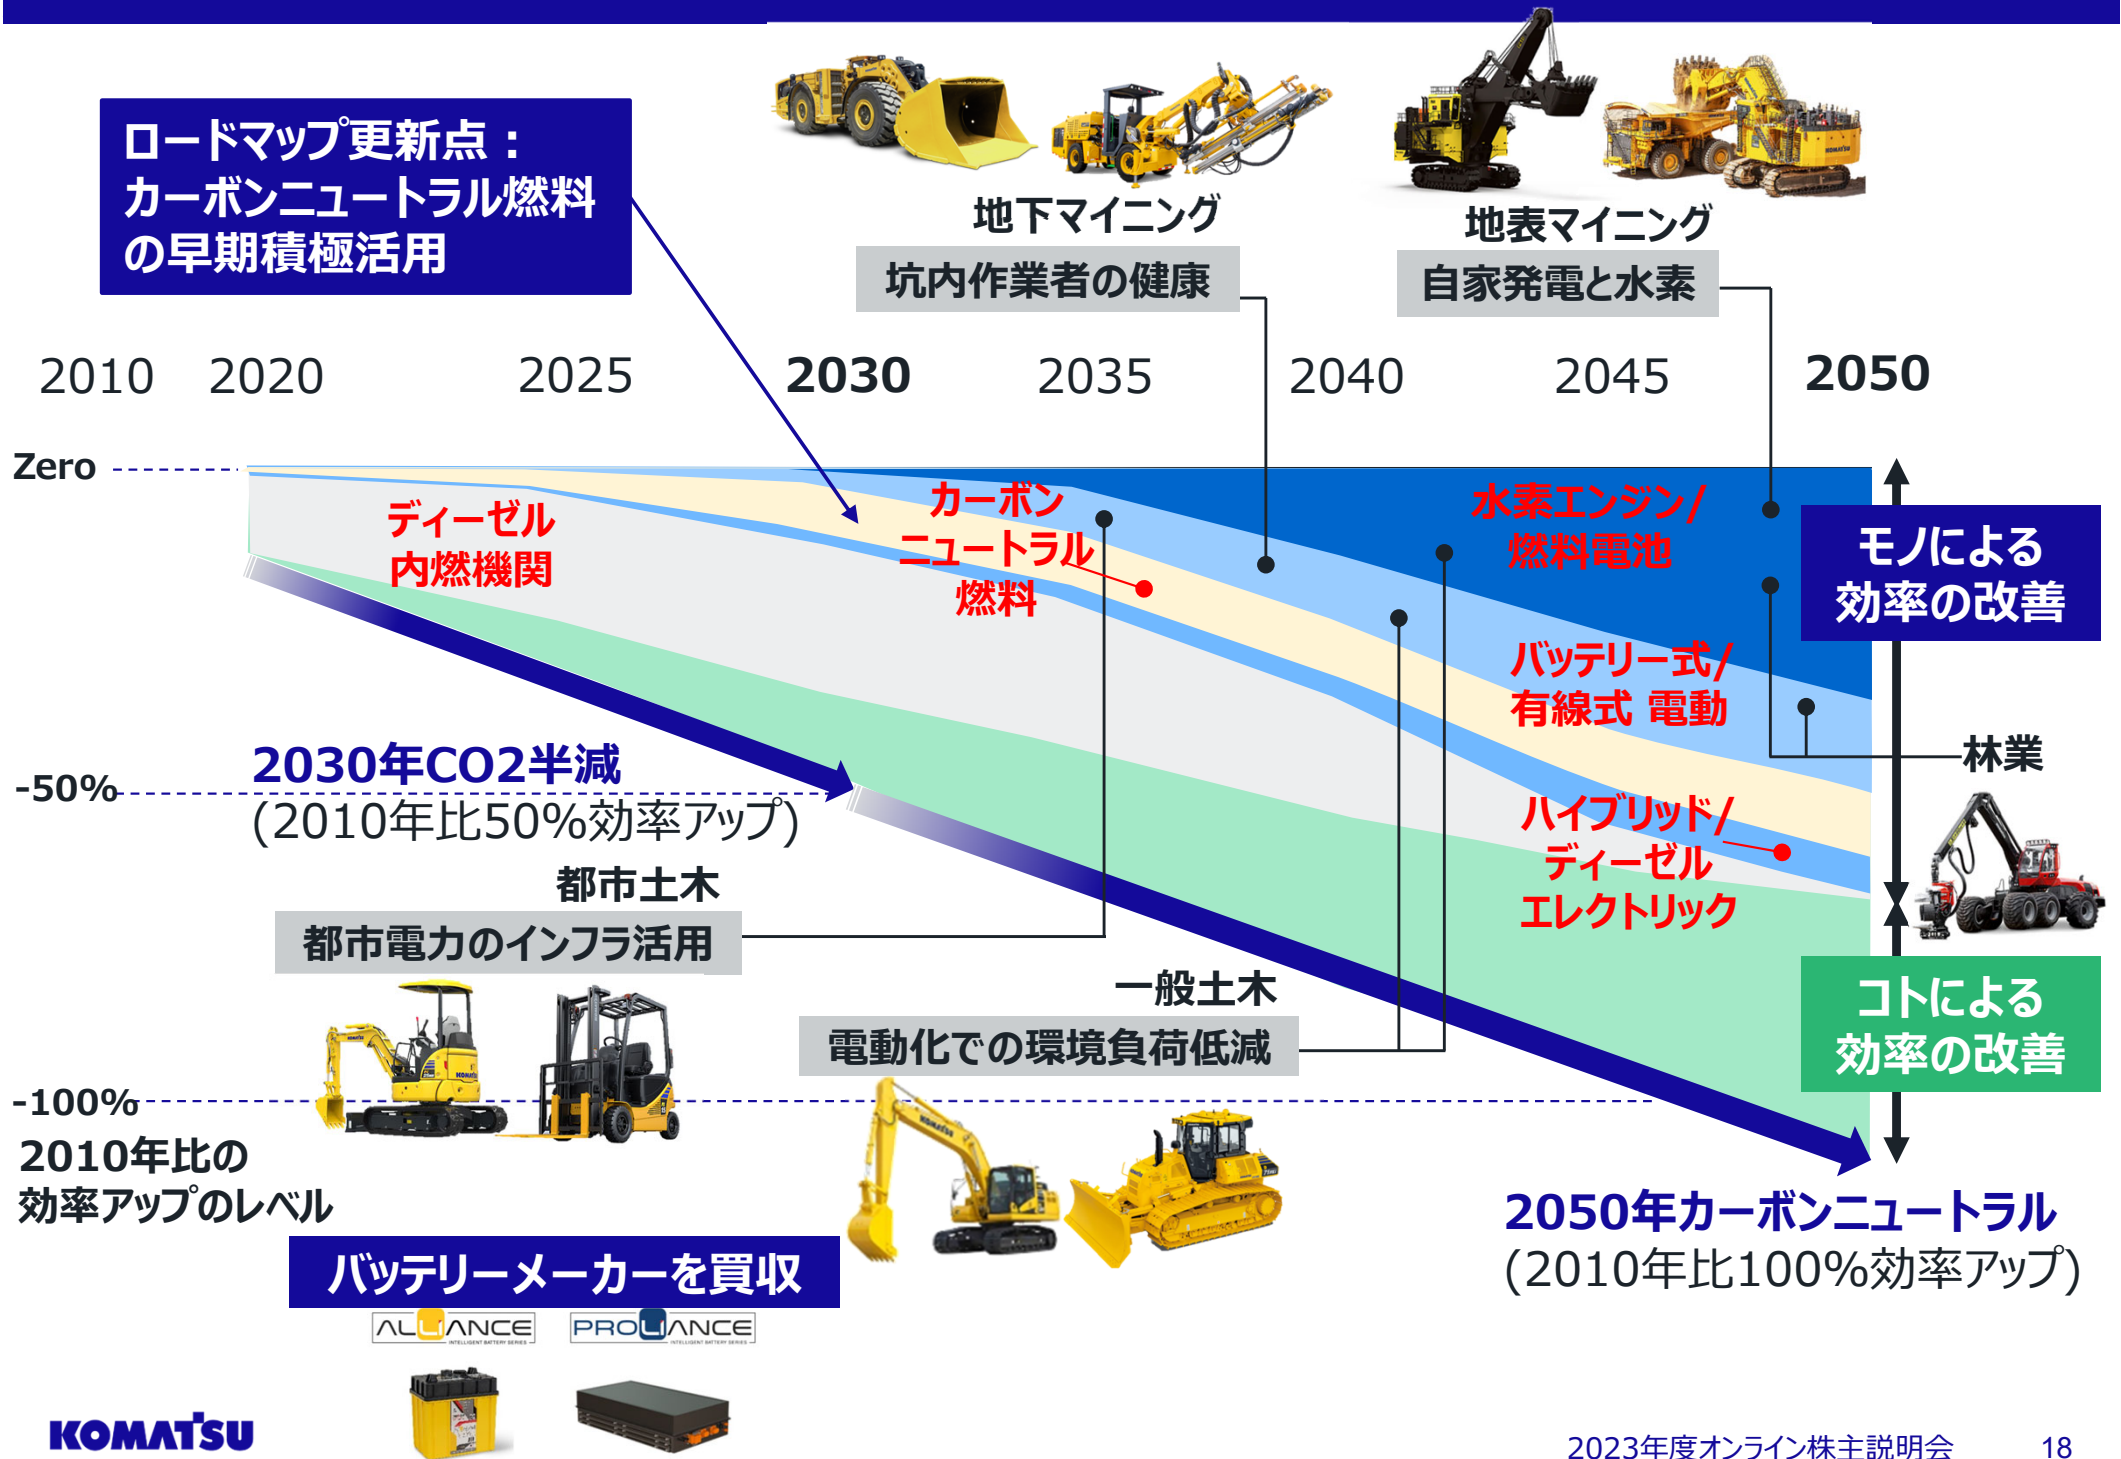 ロードマップ更新点：
カーボンニュートラル燃料
の早期積極活用
地下マイニング
坑内作業者の健康
地表マイニング
自家発電と水素
2010 2020 2025 2030 2035 2040 2045 2050
Zero
ディーゼル
内燃機関
カーボン
ニュートラル
燃料
水素エンジン/
燃料電池
モノによる
効率の改善
バッテリー式/
有線式 電動
林業
-50%
2030年CO2半減
(2010年比50%効率アップ)
ハイブリッド/
ディーゼル
エレクトリック
都市土木
都市電力のインフラ活用
一般土木
電動化での環境負荷低減
コトによる
効率の改善
-100%
2010年比の
効率アップのレベル
2050年カーボンニュートラル
(2010年比100%効率アップ)
バッテリーメーカーを買収
ALLIANCE
INTELLIGENT BATTERY SERIES
PROLIANCE
INTELLIGENT BATTERY SERIES
KOMATSU
2023年度オンライン株主説明会 18